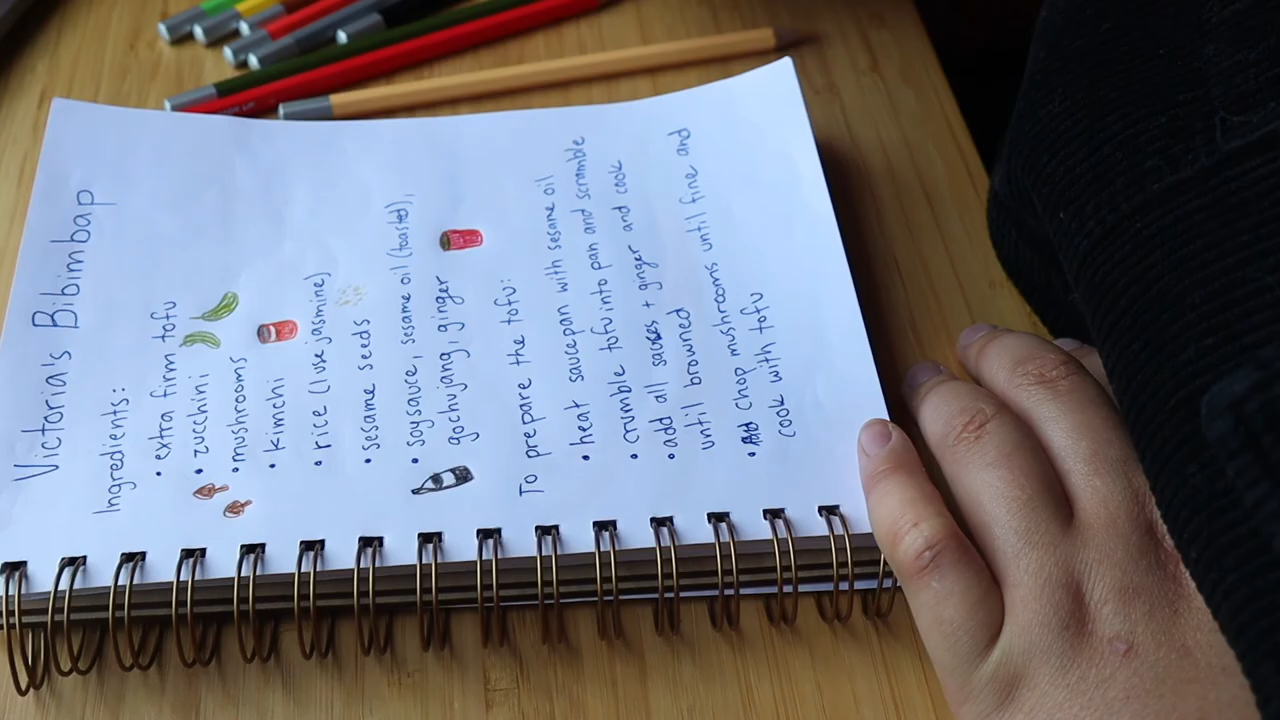 Victoria's Bibimbap
Ingredients:
• extra firm tofu
• zucchini
• mushrooms
• kimchi
• rice (I use jasmine)
• sesame seeds
• soysauce, sesame oil (toasted),
gochujang, ginger
To prepare the tofu:
• heat saucepan with sesame oil
• crumble tofu into pan and scramble
• add all sauces + ginger and cook
until browned
• chop mushrooms until fine and
cook with tofu